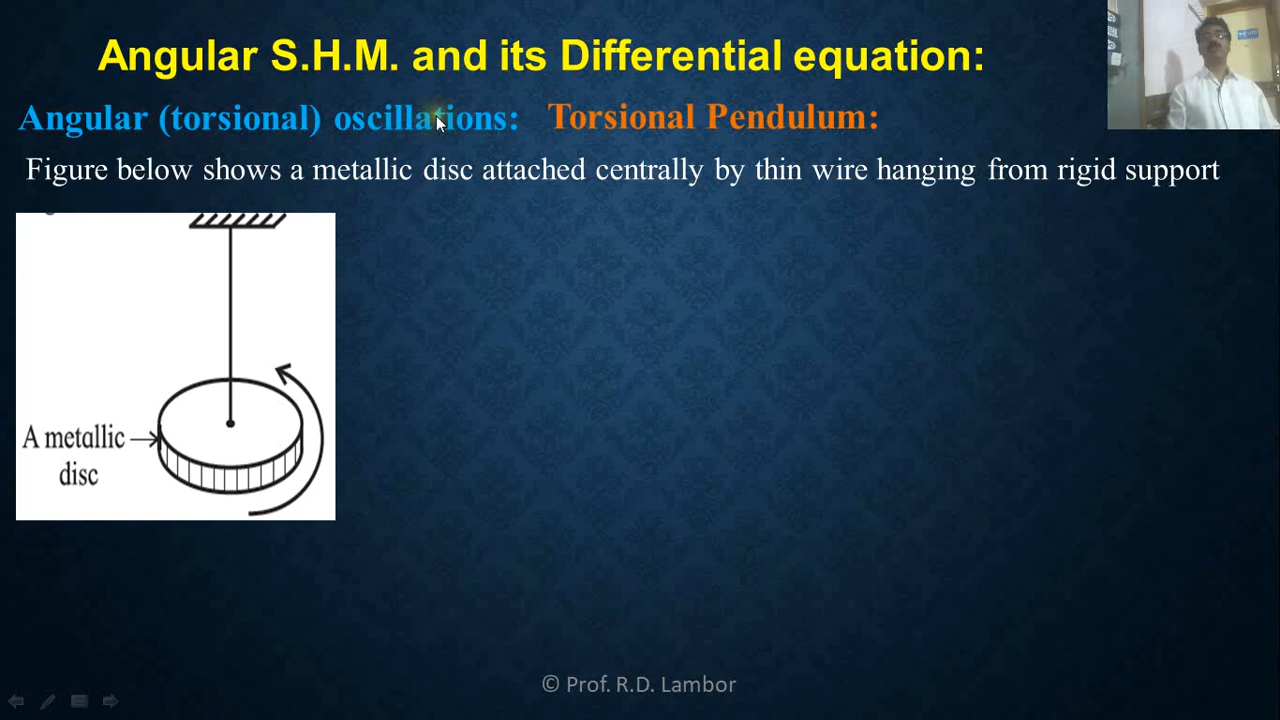 Angular S.H.M. and its Differential equation:
Angular (torsional) oscillations: Torsional Pendulum:
Figure below shows a metallic disc attached centrally by thin wire hanging from rigid support
A metallic
disc
© Prof. R.D. Lambor